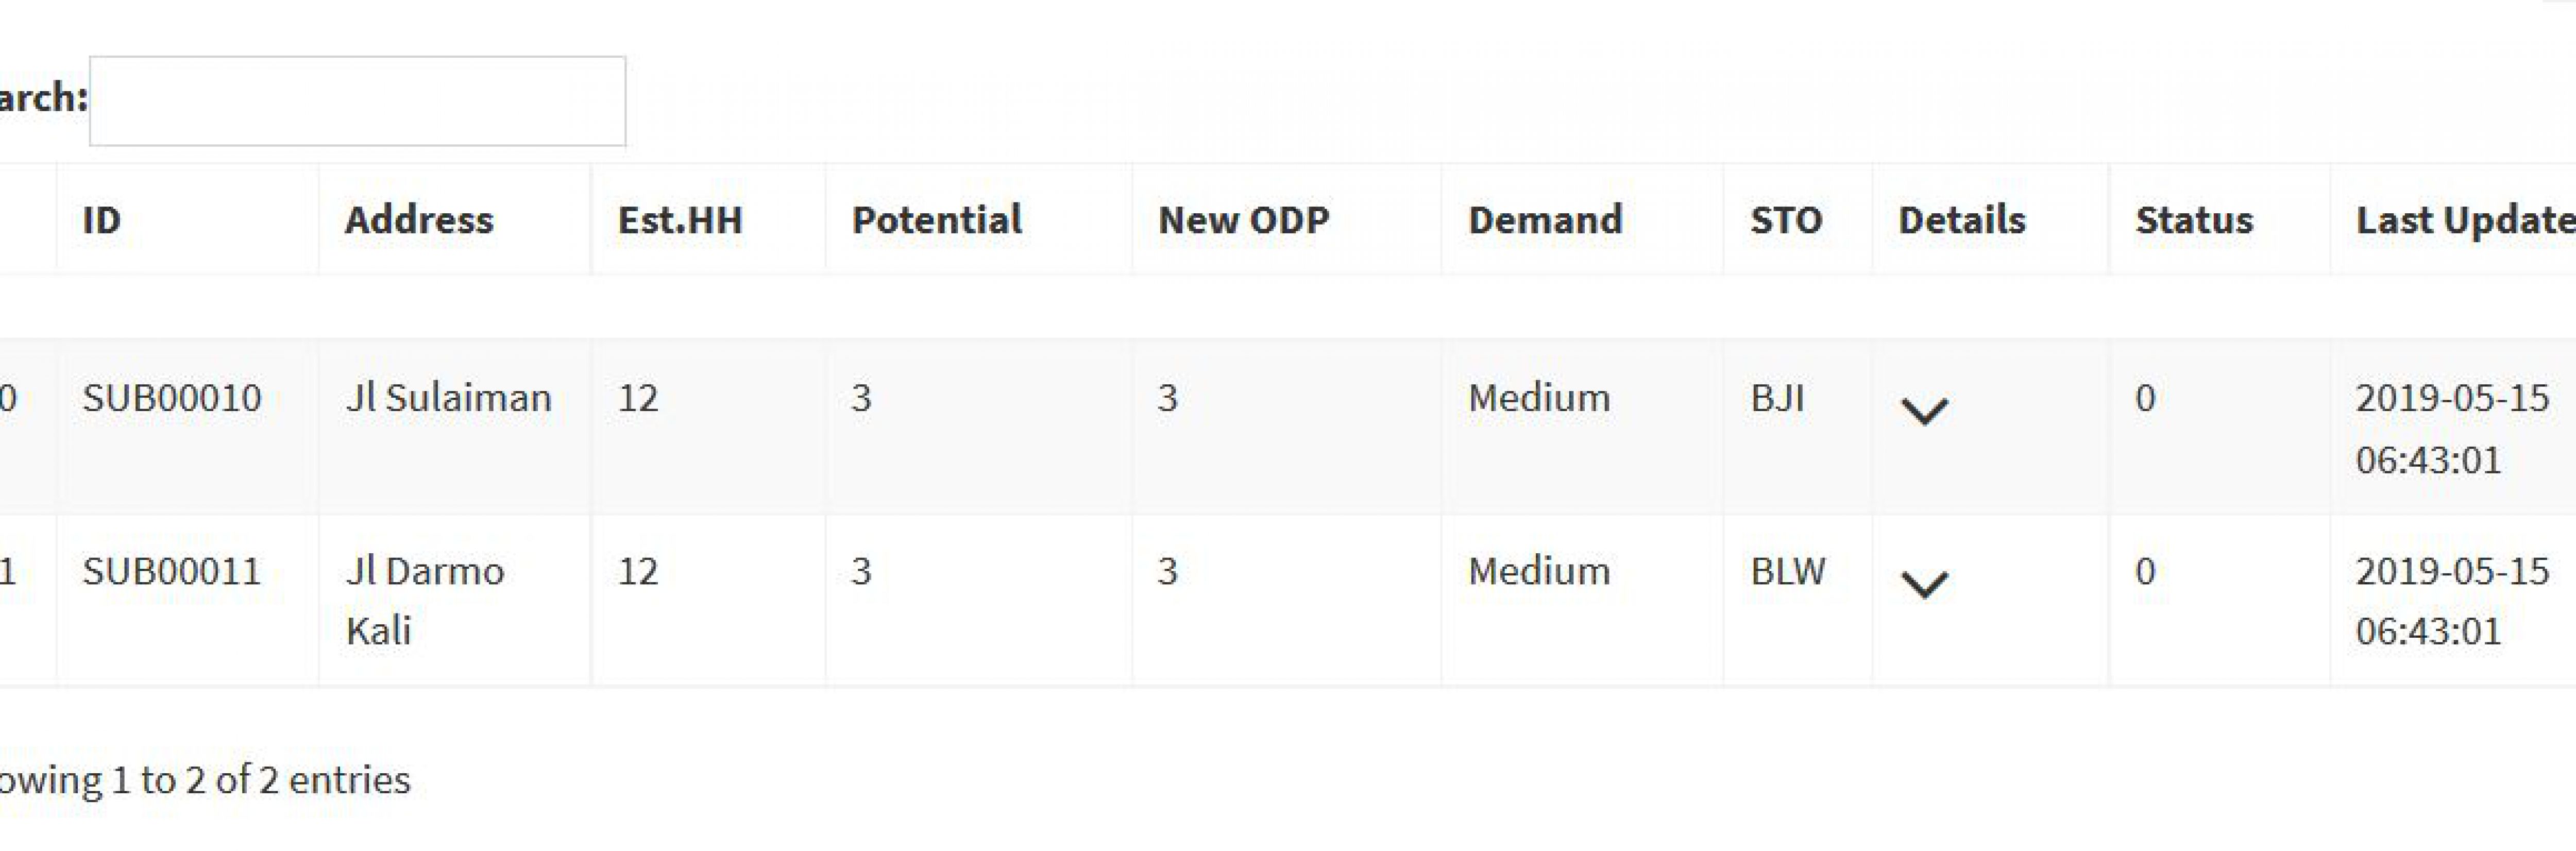 arch:
ID Address Est.HH Potential New ODP Demand STO Details Status Last Update
0 SUB00010 Jl Sulaiman 12 3 3 Medium BJI 0 2019-05-15
06:43:01
1 SUB00011 Jl Darmo 12 3 3 Medium BLW 0 2019-05-15
Kali 06:43:01
owing 1 to 2 of 2 entries